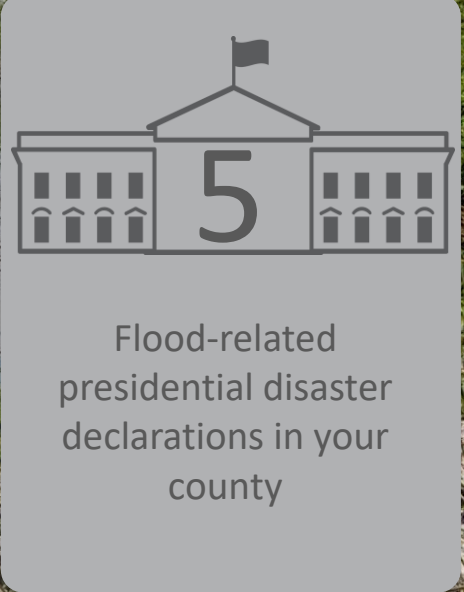 5
Flood-related
presidential disaster
declarations in your
county